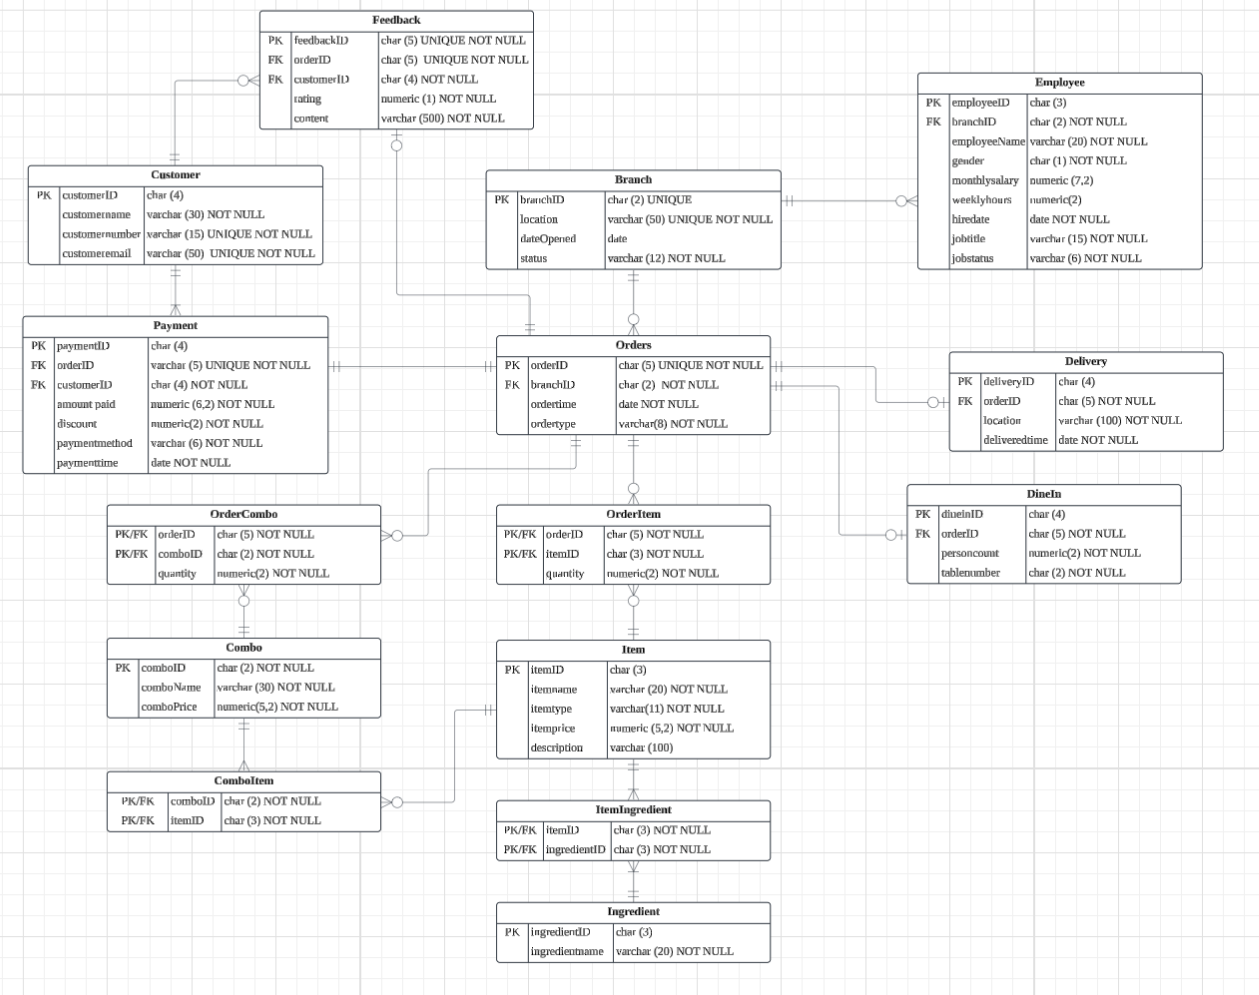 Feedback
PK feedbackID char (5) UNIQUE NOT NULL
FK orderID char (5) UNIQUE NOT NULL
FK customerID char (4) NOT NULL
rating numeric (1) NOT NULL
content varchar (500) NOT NULL
Employee
PK employeeID char (3)
FK branchID char (2) NOT NULL
employeeName varchar (20) NOT NULL
gender char (1) NOT NULL
monthlysalary numeric (7,2)
weeklyhours numeric(2)
hiredate date NOT NULL
jobtitle varchar (15) NOT NULL
jobstatus varchar (6) NOT NULL
Customer
PK customerID char (4)
customername varchar (30) NOT NULL
customernumber varchar (15) UNIQUE NOT NULL
customeremail varchar (50) UNIQUE NOT NULL
Branch
PK branchID char (2) UNIQUE
location varchar (50) UNIQUE NOT NULL
dateOpened date
status varchar (12) NOT NULL
Payment
PK paymentID char (4)
FK orderID varchar (5) UNIQUE NOT NULL
FK customerID char (4) NOT NULL
amount paid numeric (6,2) NOT NULL
discount numeric(2) NOT NULL
paymentmethod varchar (6) NOT NULL
paymenttime date NOT NULL
Orders
PK orderID char (5) UNIQUE NOT NULL
FK branchID char (2) NOT NULL
ordertime date NOT NULL
ordertype varchar(8) NOT NULL
Delivery
PK deliveryID char (4)
FK orderID char (5) NOT NULL
location varchar (100) NOT NULL
deliveredtime date NOT NULL
DineIn
PK dineinID char (4)
FK orderID char (5) NOT NULL
personcount numeric(2) NOT NULL
tablenumber char (2) NOT NULL
OrderCombo
PK/FK orderID char (5) NOT NULL
PK/FK comboID char (2) NOT NULL
quantity numeric(2) NOT NULL
OrderItem
PK/FK orderID char (5) NOT NULL
PK/FK itemID char (3) NOT NULL
quantity numeric(2) NOT NULL
Combo
PK comboID char (2) NOT NULL
comboName varchar (30) NOT NULL
comboPrice numeric(5,2) NOT NULL
Item
PK itemID char (3)
itemname varchar (20) NOT NULL
itemtype varchar(11) NOT NULL
itemprice numeric (5,2) NOT NULL
description varchar (100)
ComboItem
PK/FK comboID char (2) NOT NULL
PK/FK itemID char (3) NOT NULL
ItemIngredient
PK/FK itemID char (3) NOT NULL
PK/FK ingredientID char (3) NOT NULL
Ingredient
PK ingredientID char (3)
ingredientname varchar (20) NOT NULL